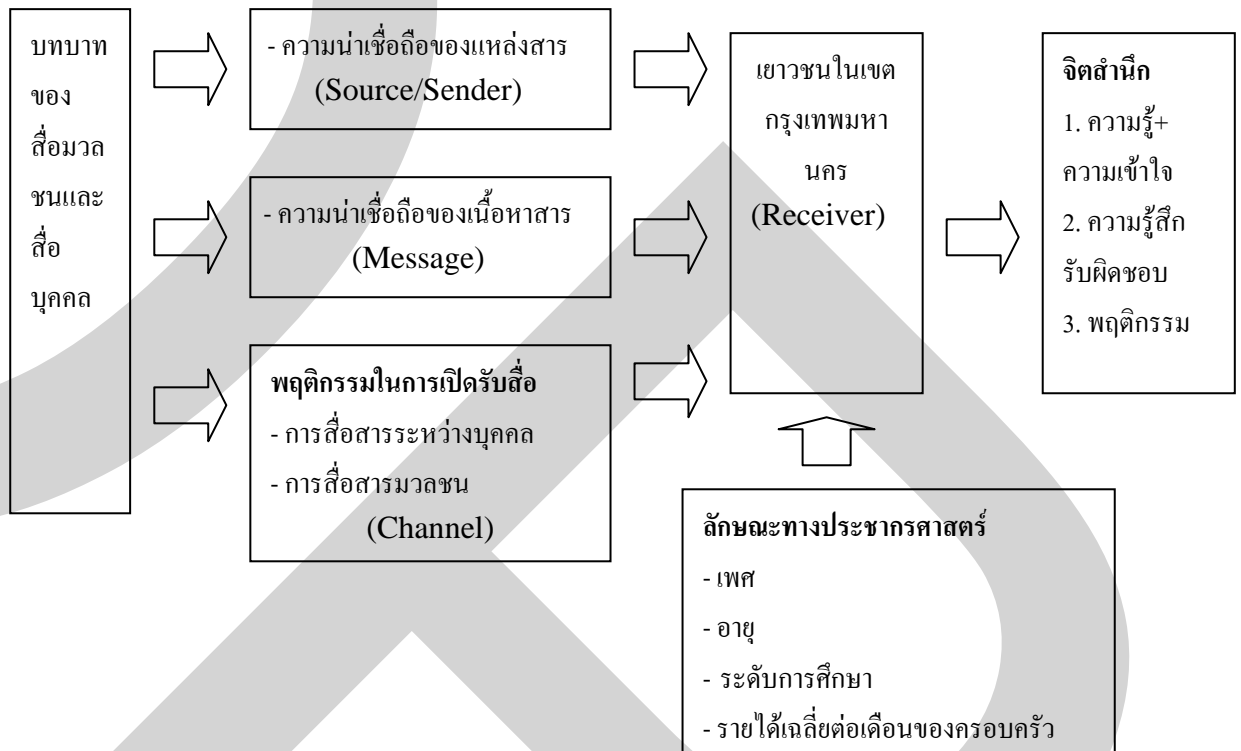 บทบาท
ของ
สื่อมวล
ชนและ
สื่อ
บุคคล
- ความน่าเชื่อถือของแหล่งสาร
(Source/Sender)
- ความน่าเชื่อถือของเนื้อหาสาร
(Message)
พฤติกรรมในการเปิดรับสื่อ
- การสื่อสารระหว่างบุคคล
- การสื่อสารมวลชน
(Channel)
เยาวชนในเขต
กรุงเทพมหา
นคร
(Receiver)
จิตสำนึก
1. ความรู้+
ความเข้าใจ
2. ความรู้สึก
รับผิดชอบ
3. พฤติกรรม
ลักษณะทางประชากรศาสตร์
- เพศ
- อายุ
- ระดับการศึกษา
- รายได้เฉลี่ยต่อเดือนของครอบครัว